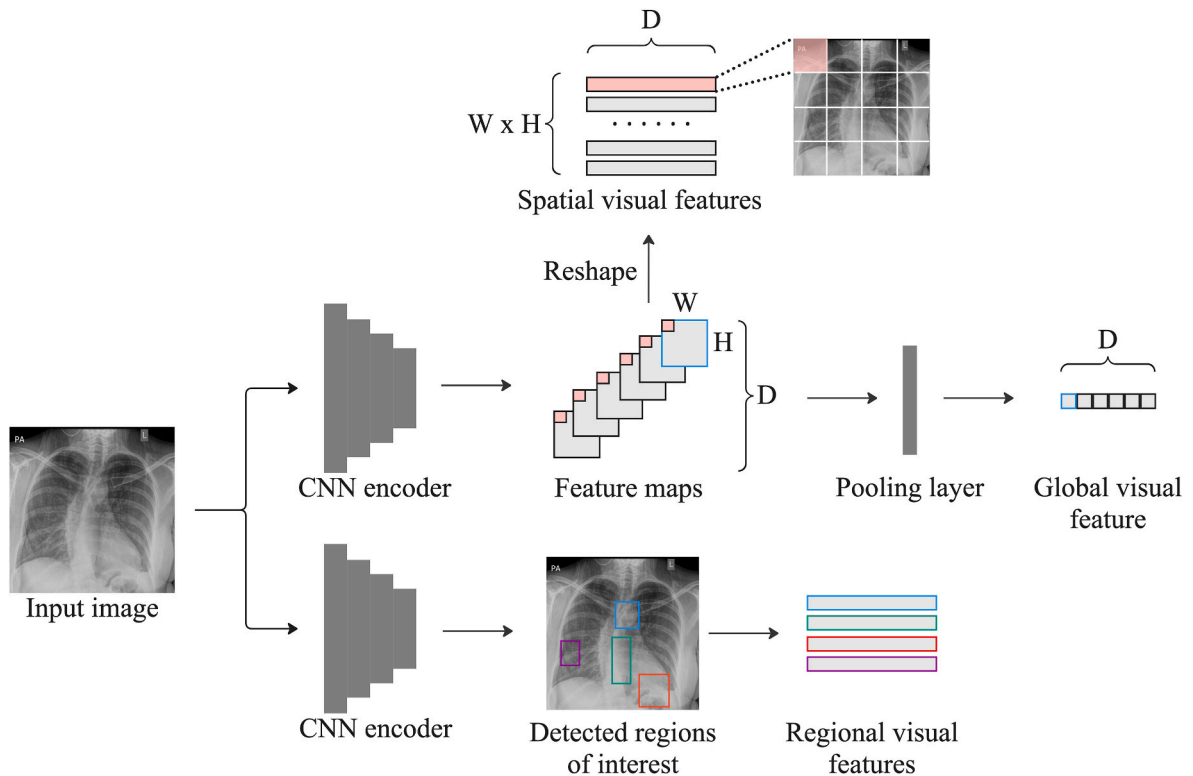 D
PA
L
W x H
Spatial visual features
Reshape
W
H
D
D
CNN encoder
Feature maps
Pooling layer
Global visual
feature
PA
L
Input image
PA
L
CNN encoder
Detected regions
of interest
Regional visual
features